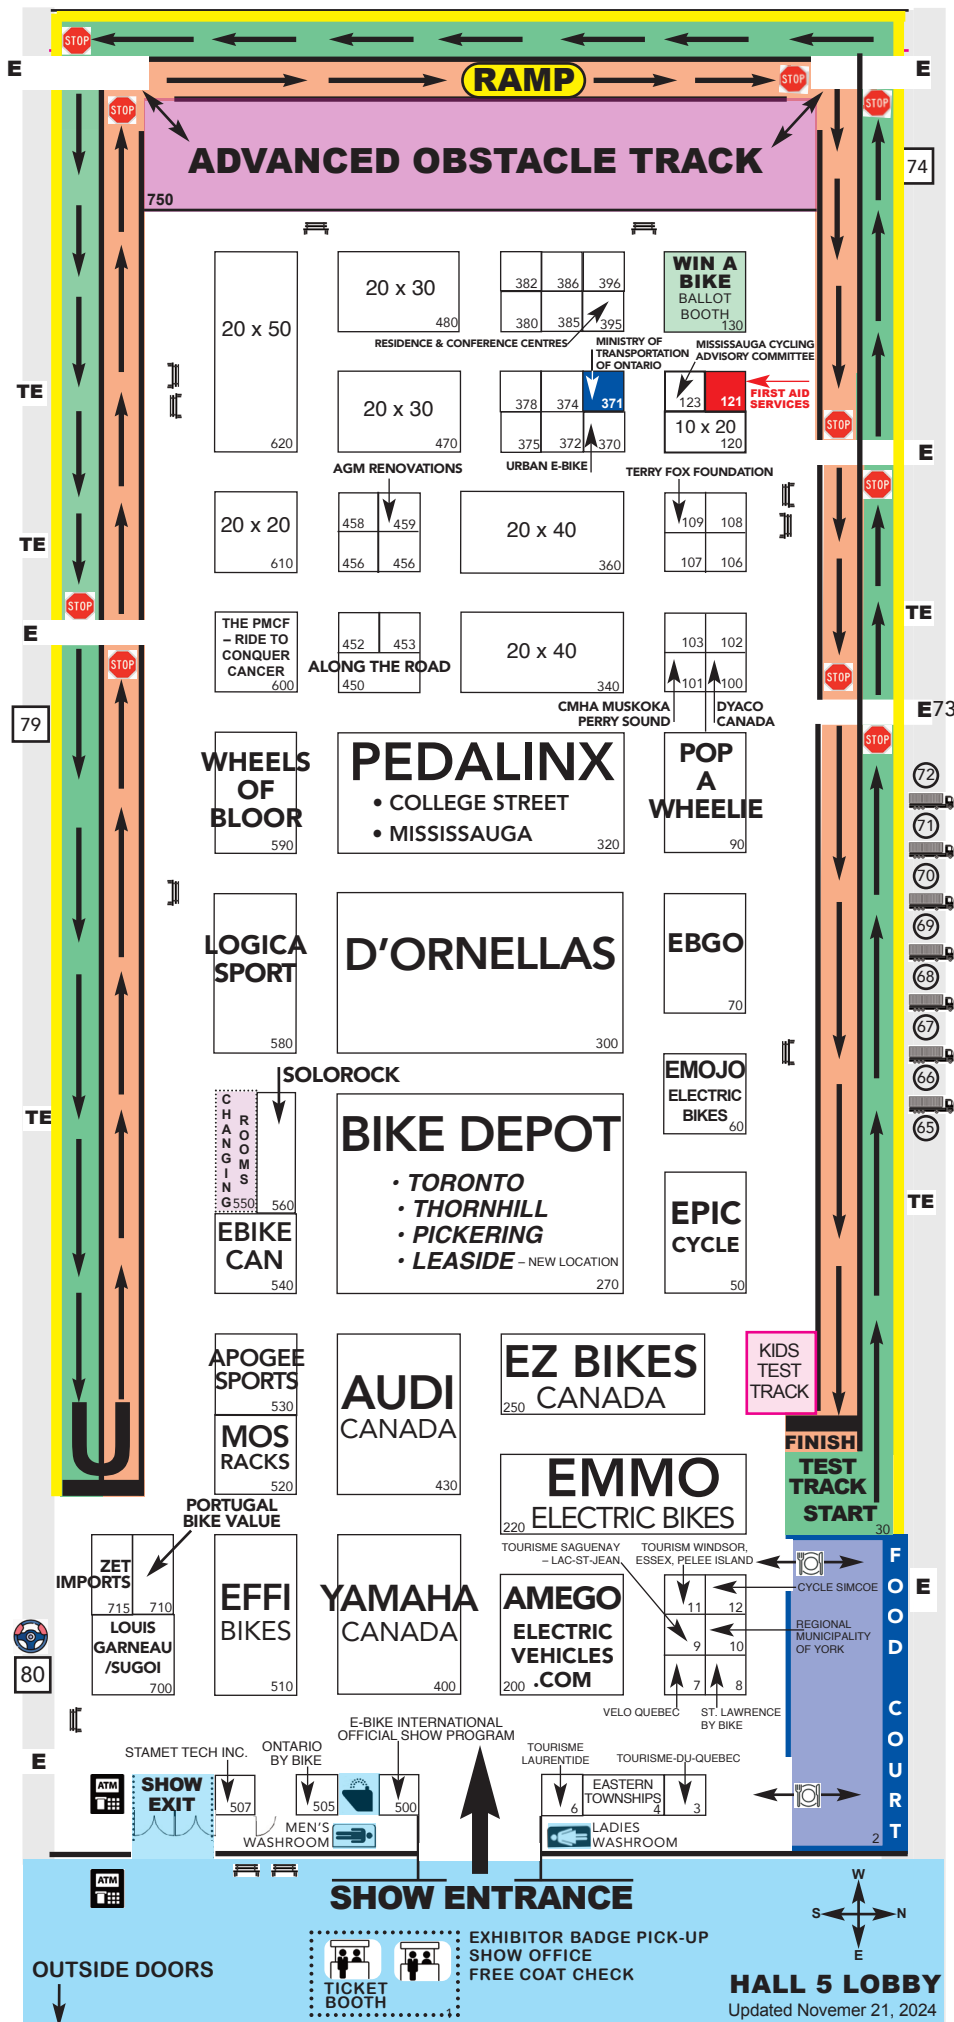 STOP
E
RAMP
STOP
E
STOP
STOP
ADVANCED OBSTACLE TRACK
750
74
20 x 50
620
20 x 30
480
382
386
396
380
385
395
WIN A
BIKE
BALLOT
BOOTH
130
RESIDENCE & CONFERENCE CENTRES
MINISTRY OF
TRANSPORTATION
OF ONTARIO
MISSISSAUGA CYCLING
ADVISORY COMMITTEE
TE
20 x 30
470
378
374
371
375
372
370
123
121
FIRST AID
SERVICES
10 x 20
120
STOP
E
AGM RENOVATIONS
URBAN E-BIKE
TERRY FOX FOUNDATION
STOP
TE
20 x 20
610
458
459
456
456
20 x 40
360
109
108
107
106
STOP
E
THE PMCF
– RIDE TO
CONQUER
CANCER
600
452
453
ALONG THE ROAD
450
20 x 40
340
103
102
101
100
TE
STOP
STOP
CMHA MUSKOKA
PERRY SOUND
DYACO
CANADA
79
E73
STOP
WHEELS
OF
BLOOR
590
PEDALINX
• COLLEGE STREET
• MISSISSAUGA
320
POP
A
WHEELIE
90
72
71
70
69
68
67
66
65
LOGICA
SPORT
580
D'ORNELLAS
300
EBGO
70
SOLOROCK
EMOJO
ELECTRIC
BIKES
60
CHANGING
ROOMS
550
560
TE
BIKE DEPOT
• TORONTO
• THORNHILL
• PICKERING
• LEASIDE – NEW LOCATION
270
EPIC
CYCLE
50
TE
EBIKE
CAN
540
APOGEE
SPORTS
530
AUDI
CANADA
430
EZ BIKES
250 CANADA
KIDS
TEST
TRACK
MOS
RACKS
520
FINISH
TEST
TRACK
START
30
EMMO
220 ELECTRIC BIKES
PORTUGAL
BIKE VALUE
TOURISME SAGUENAY
– LAC-ST-JEAN
TOURISM WINDSOR,
ESSEX, PELEE ISLAND
ZET
IMPORTS
715
710
EFFI
BIKES
510
YAMAHA
CANADA
400
AMEGO
ELECTRIC
VEHICLES
.COM
200
11
12
9
10
7
8
CYCLE SIMCOE
REGIONAL
MUNICIPALITY
OF YORK
FOOD COURT
E
LOUIS
GARNEAU
/SUGOI
700
80
VELO QUEBEC
ST. LAWRENCE
BY BIKE
E
STAMET TECH INC.
ONTARIO
BY BIKE
E-BIKE INTERNATIONAL
OFFICIAL SHOW PROGRAM
TOURISME
LAURENTIDE
TOURISME-DU-QUEBEC
ATM
SHOW
EXIT
507
505
500
6
EASTERN
TOWNSHIPS
4
3
MEN'S
WASHROOM
LADIES
WASHROOM
2
ATM
SHOW ENTRANCE
W
S
N
E
EXHIBITOR BADGE PICK-UP
SHOW OFFICE
FREE COAT CHECK
TICKET
BOOTH
1
OUTSIDE DOORS
HALL 5 LOBBY
Updated Novemer 21, 2024